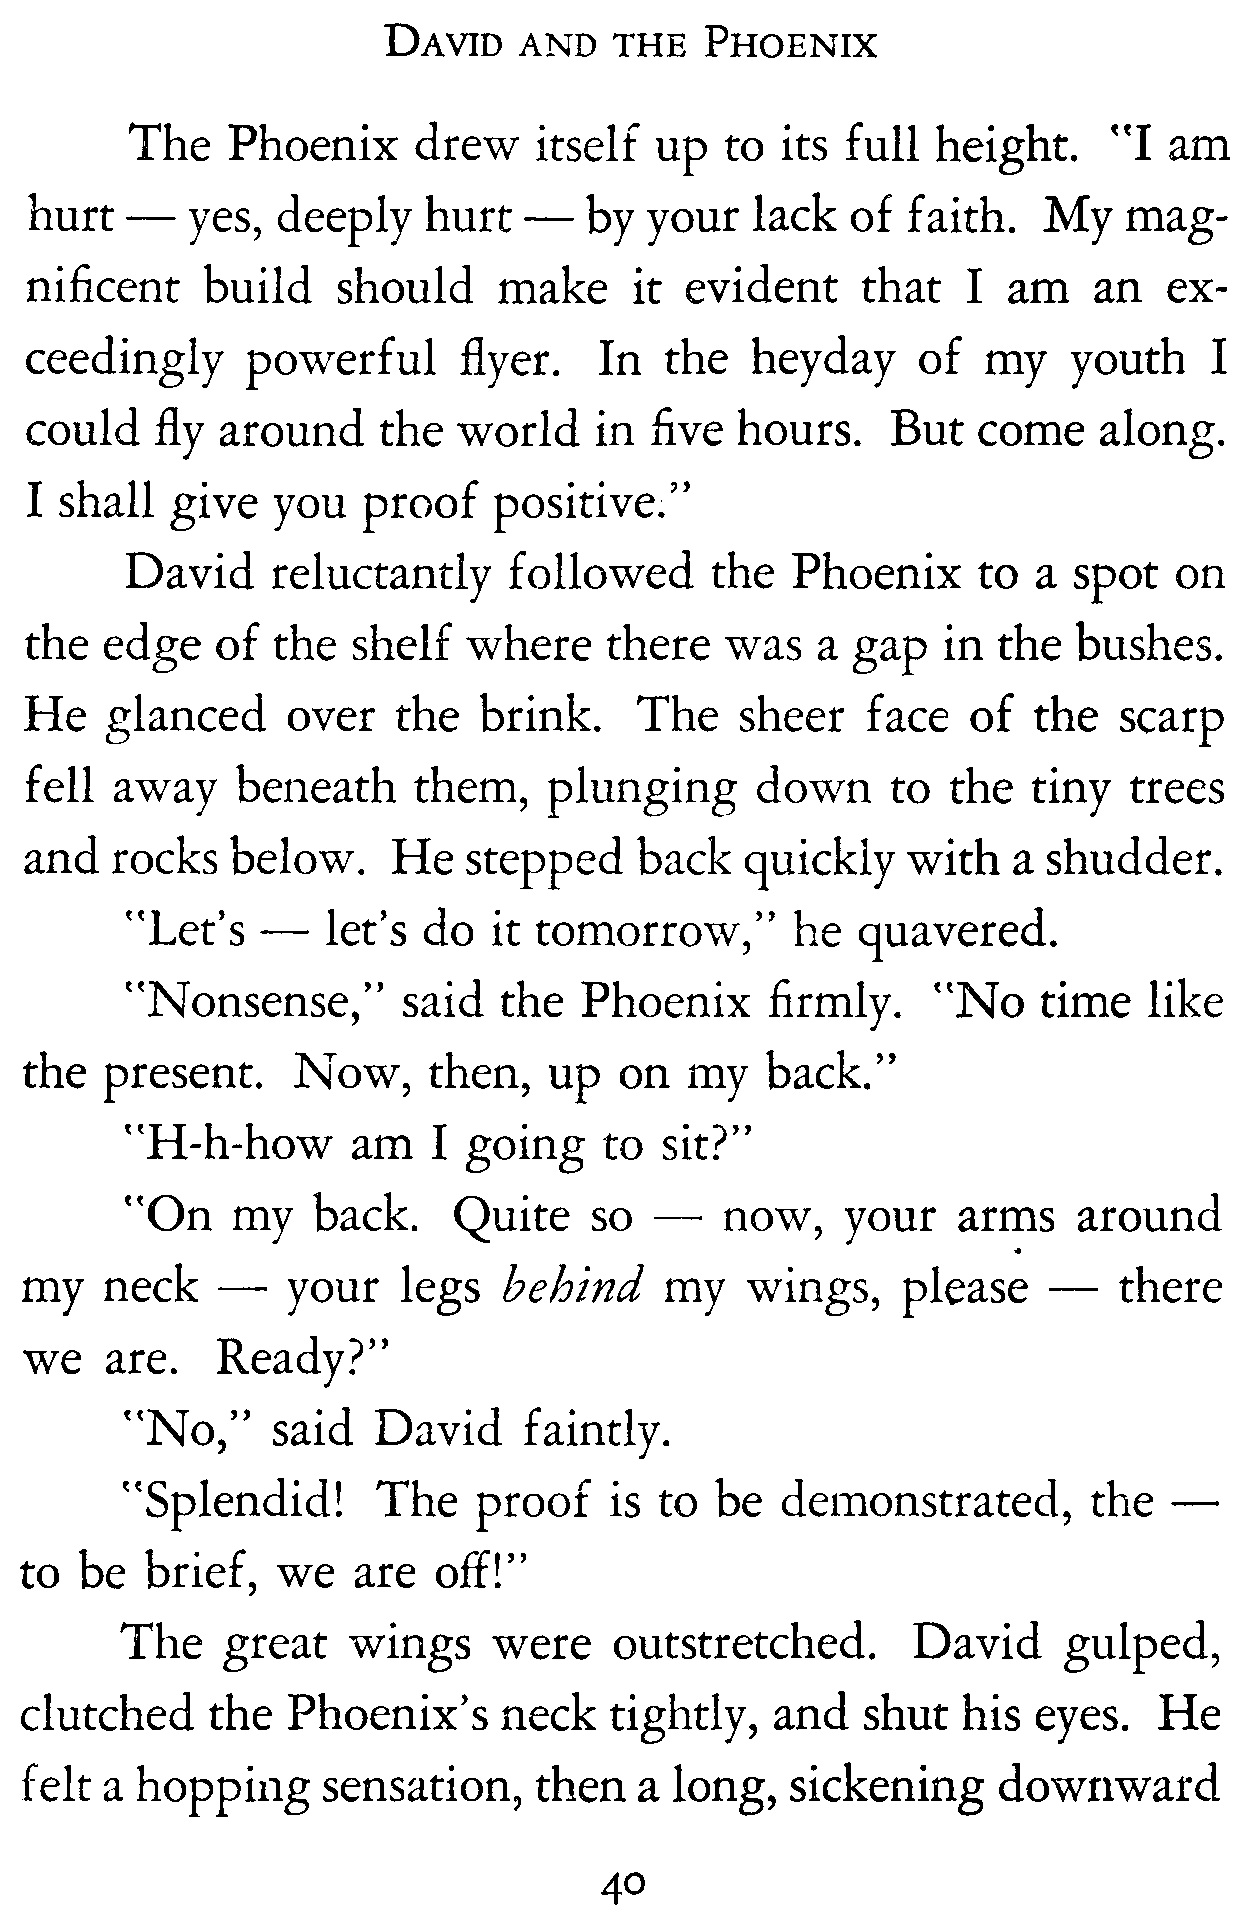 DAVID AND THE PHOENIX
The Phoenix drew itself up to its full height. "I am
hurt — yes, deeply hurt — by your lack of faith. My mag-
nificent build should make it evident that I am an ex-
ceedingly powerful flyer. In the heyday of my youth I
could fly around the world in five hours. But come along.
I shall give you proof positive."
David reluctantly followed the Phoenix to a spot on
the edge of the shelf where there was a gap in the bushes.
He glanced over the brink. The sheer face of the scarp
fell away beneath them, plunging down to the tiny trees
and rocks below. He stepped back quickly with a shudder.
"Let's — let's do it tomorrow," he quavered.
"Nonsense," said the Phoenix firmly. "No time like
the present. Now, then, up on my back."
"H-h-how am I going to sit?"
"On my back. Quite so — now, your arms around
my neck — your legs behind my wings, please — there
we are. Ready?"
"No," said David faintly.
"Splendid! The proof is to be demonstrated, the —
to be brief, we are off!"
The great wings were outstretched. David gulped,
clutched the Phoenix's neck tightly, and shut his eyes. He
felt a hopping sensation, then a long, sickening downward
40